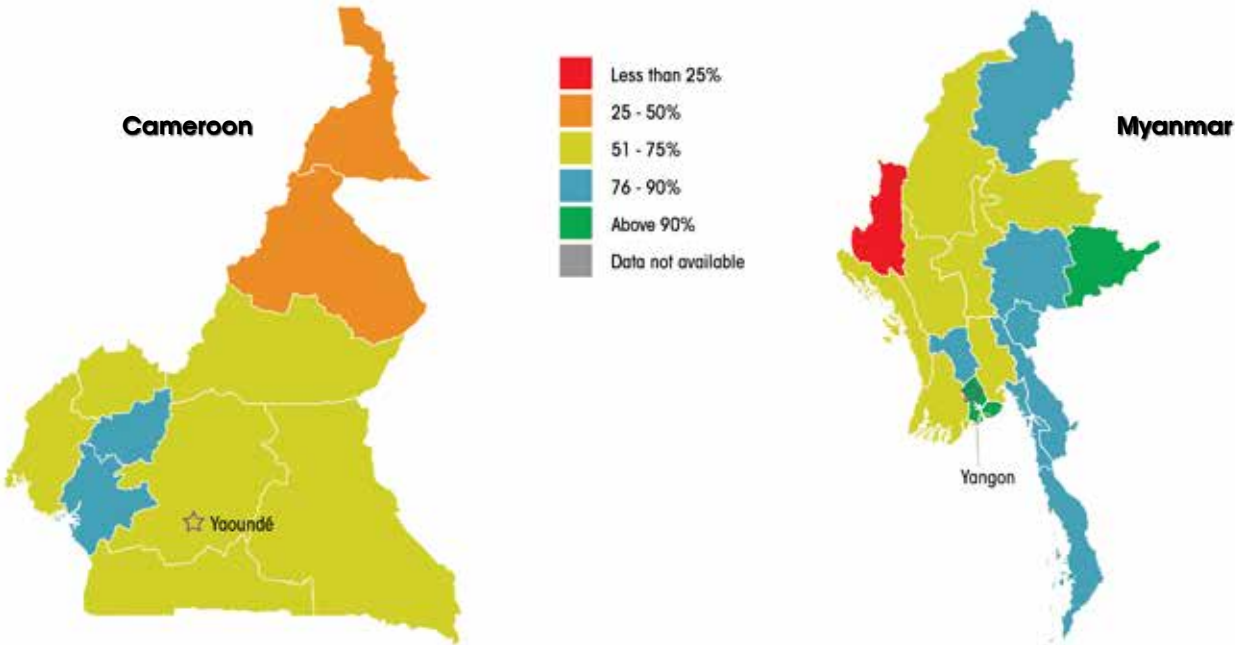 Cameroon
Less than 25%
25 - 50%
51 - 75%
76 - 90%
Above 90%
Data not available
Myanmar
Yaoundé
Yangon